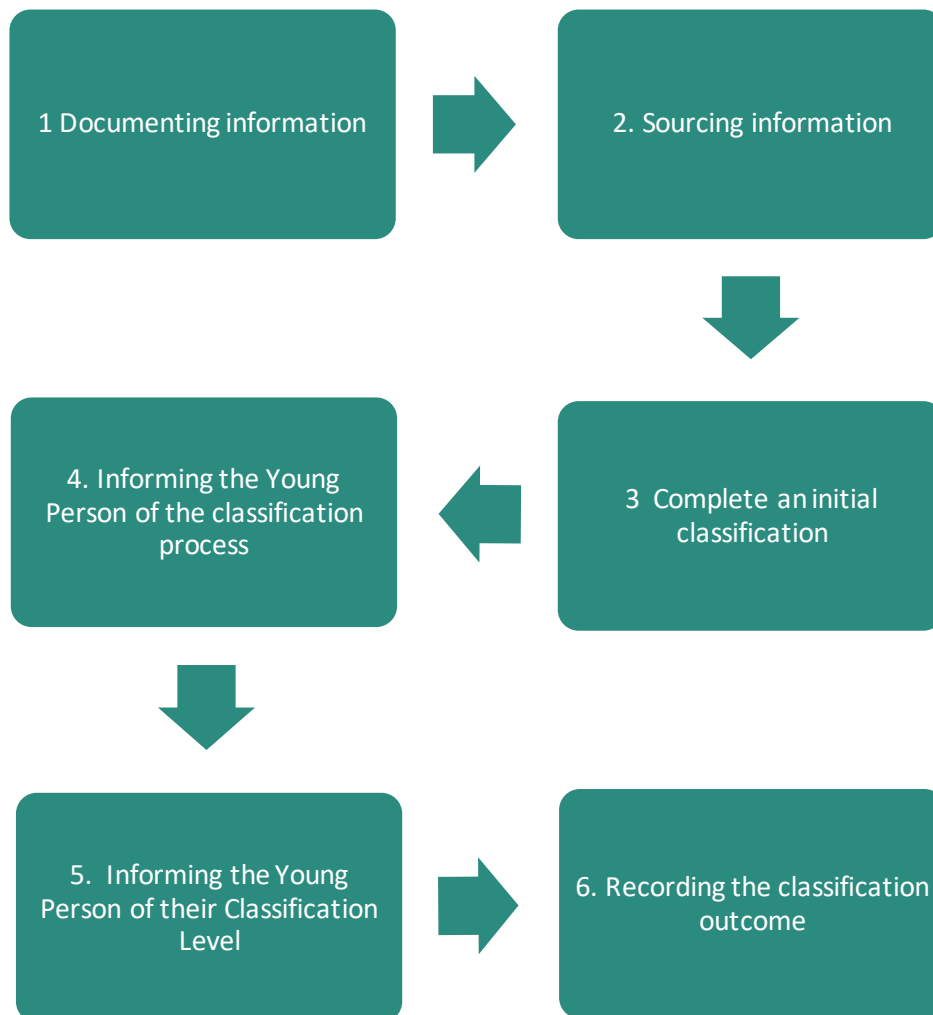 1 Documenting information
2. Sourcing information
3 Complete an initial
classification
4. Informing the Young
Person of the classification
process
5. Informing the Young
Person of their Classification
Level
6. Recording the classification
outcome